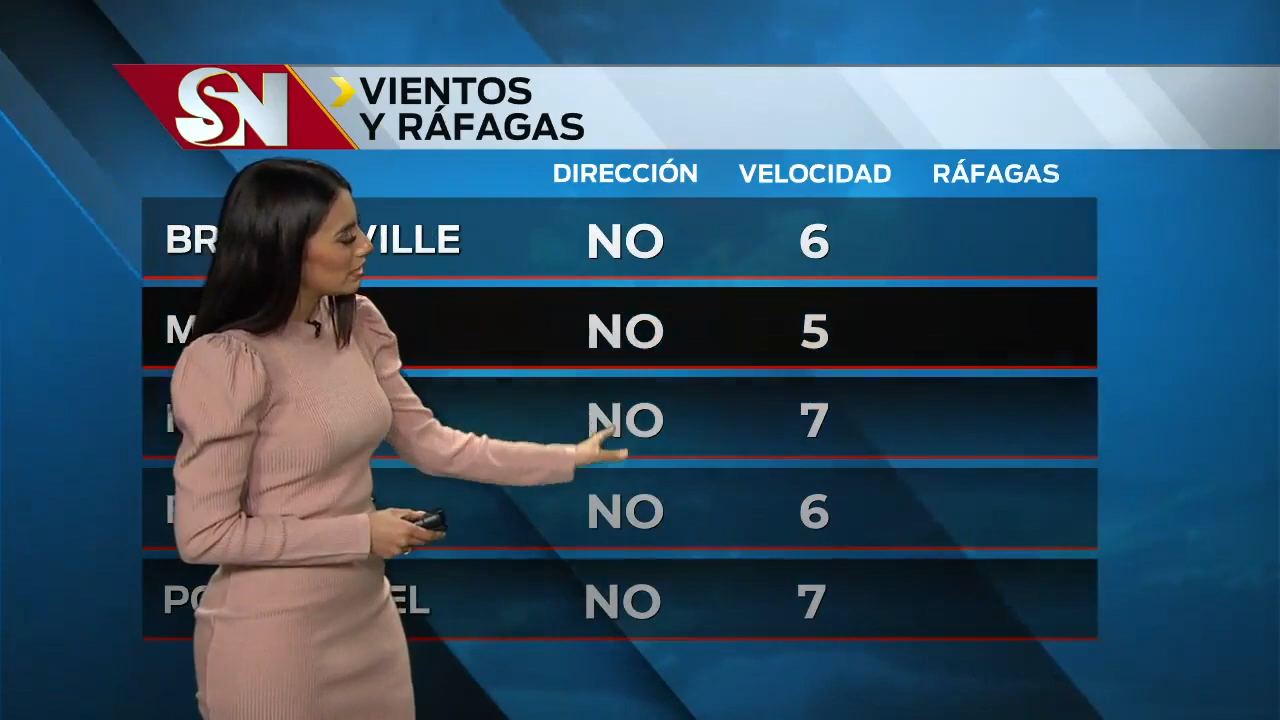 SN
VIENTOS
Y RÁFAGAS
DIRECCIÓN VELOCIDAD RÁFAGAS
NO 6
NO 5
NO 7
NO 6
NO 7